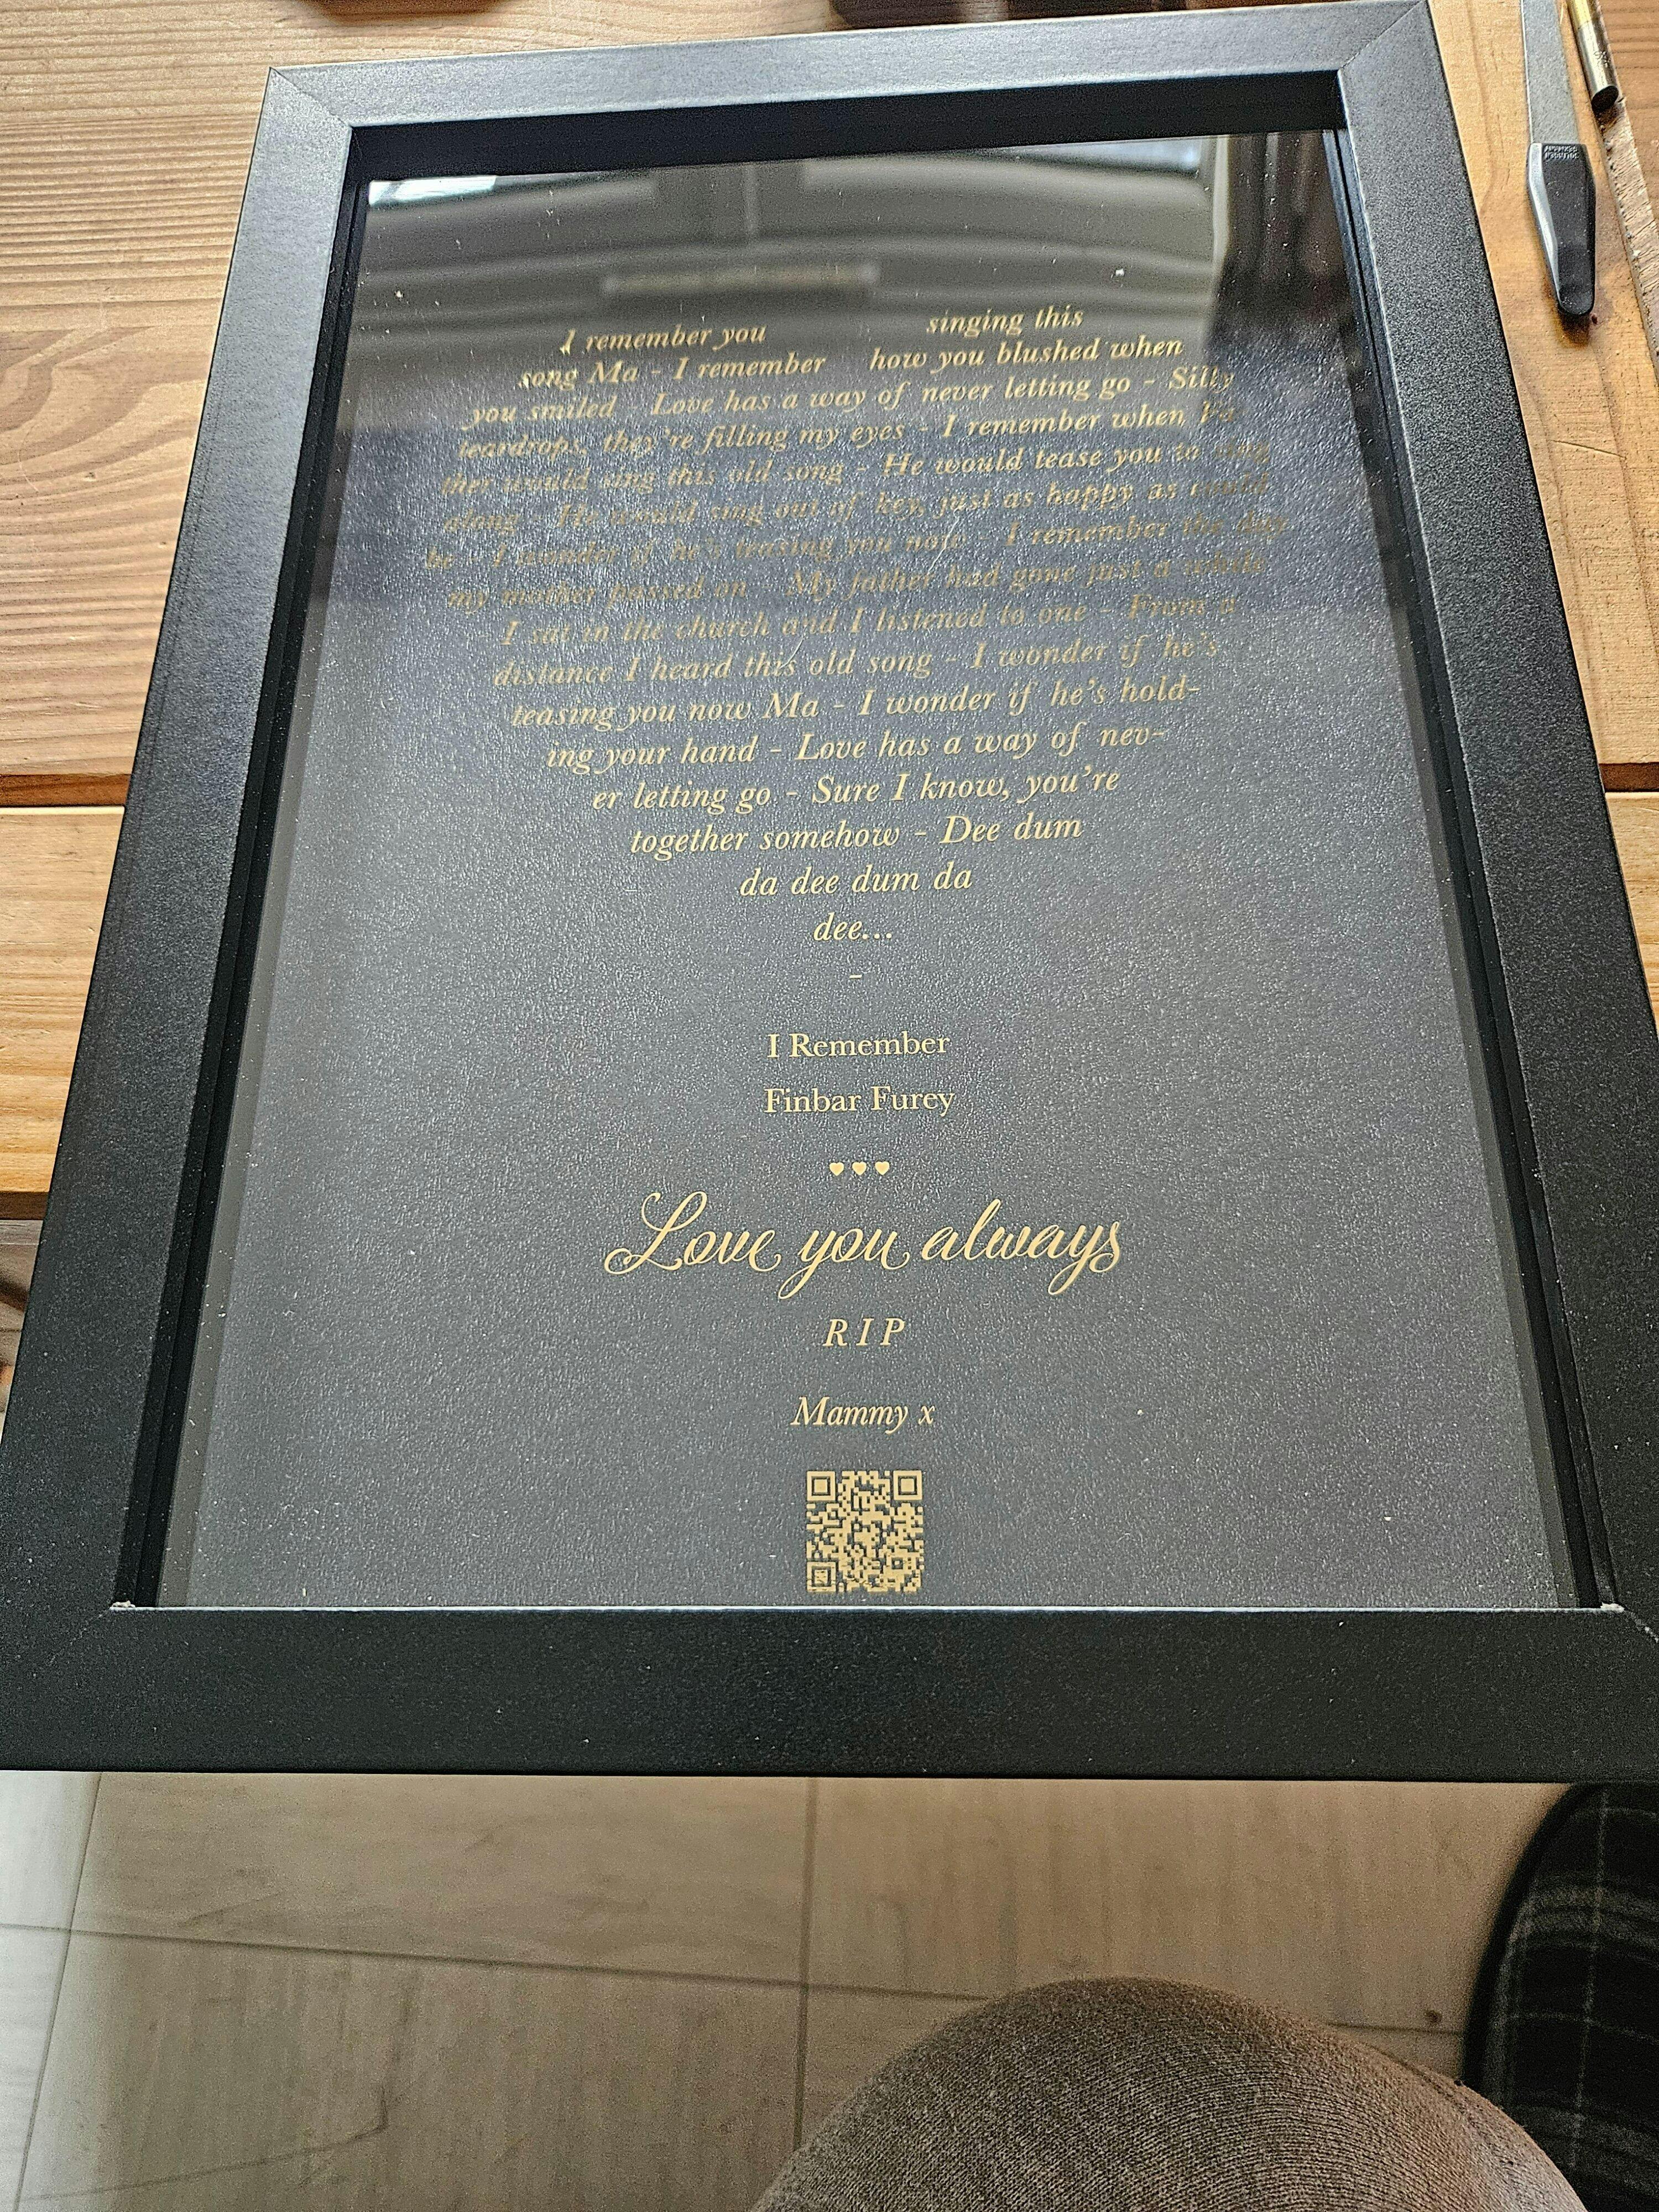 I remember you singing this
song Ma - I remember how you blushed when
you smiled - Love has a way of never letting go - Silly
teardrops, they're filling my eyes - I remember when Fa-
ther would sing this old song - He would tease you to sing
along - He would sing out of key, just as happy as could
be - I wonder if he's teasing you now - I remember the day
my mother passed on - My father had gone just a while
I sat in the church and I listened to one - From a
distance I heard this old song - I wonder if he's
teasing you now Ma - I wonder if he's hold-
ing your hand - Love has a way of nev-
er letting go - Sure I know, you're
together somehow - Dee dum
da dee dum da
dee...
-
I Remember
Finbar Furey
Love you always
R I P
Mammy x